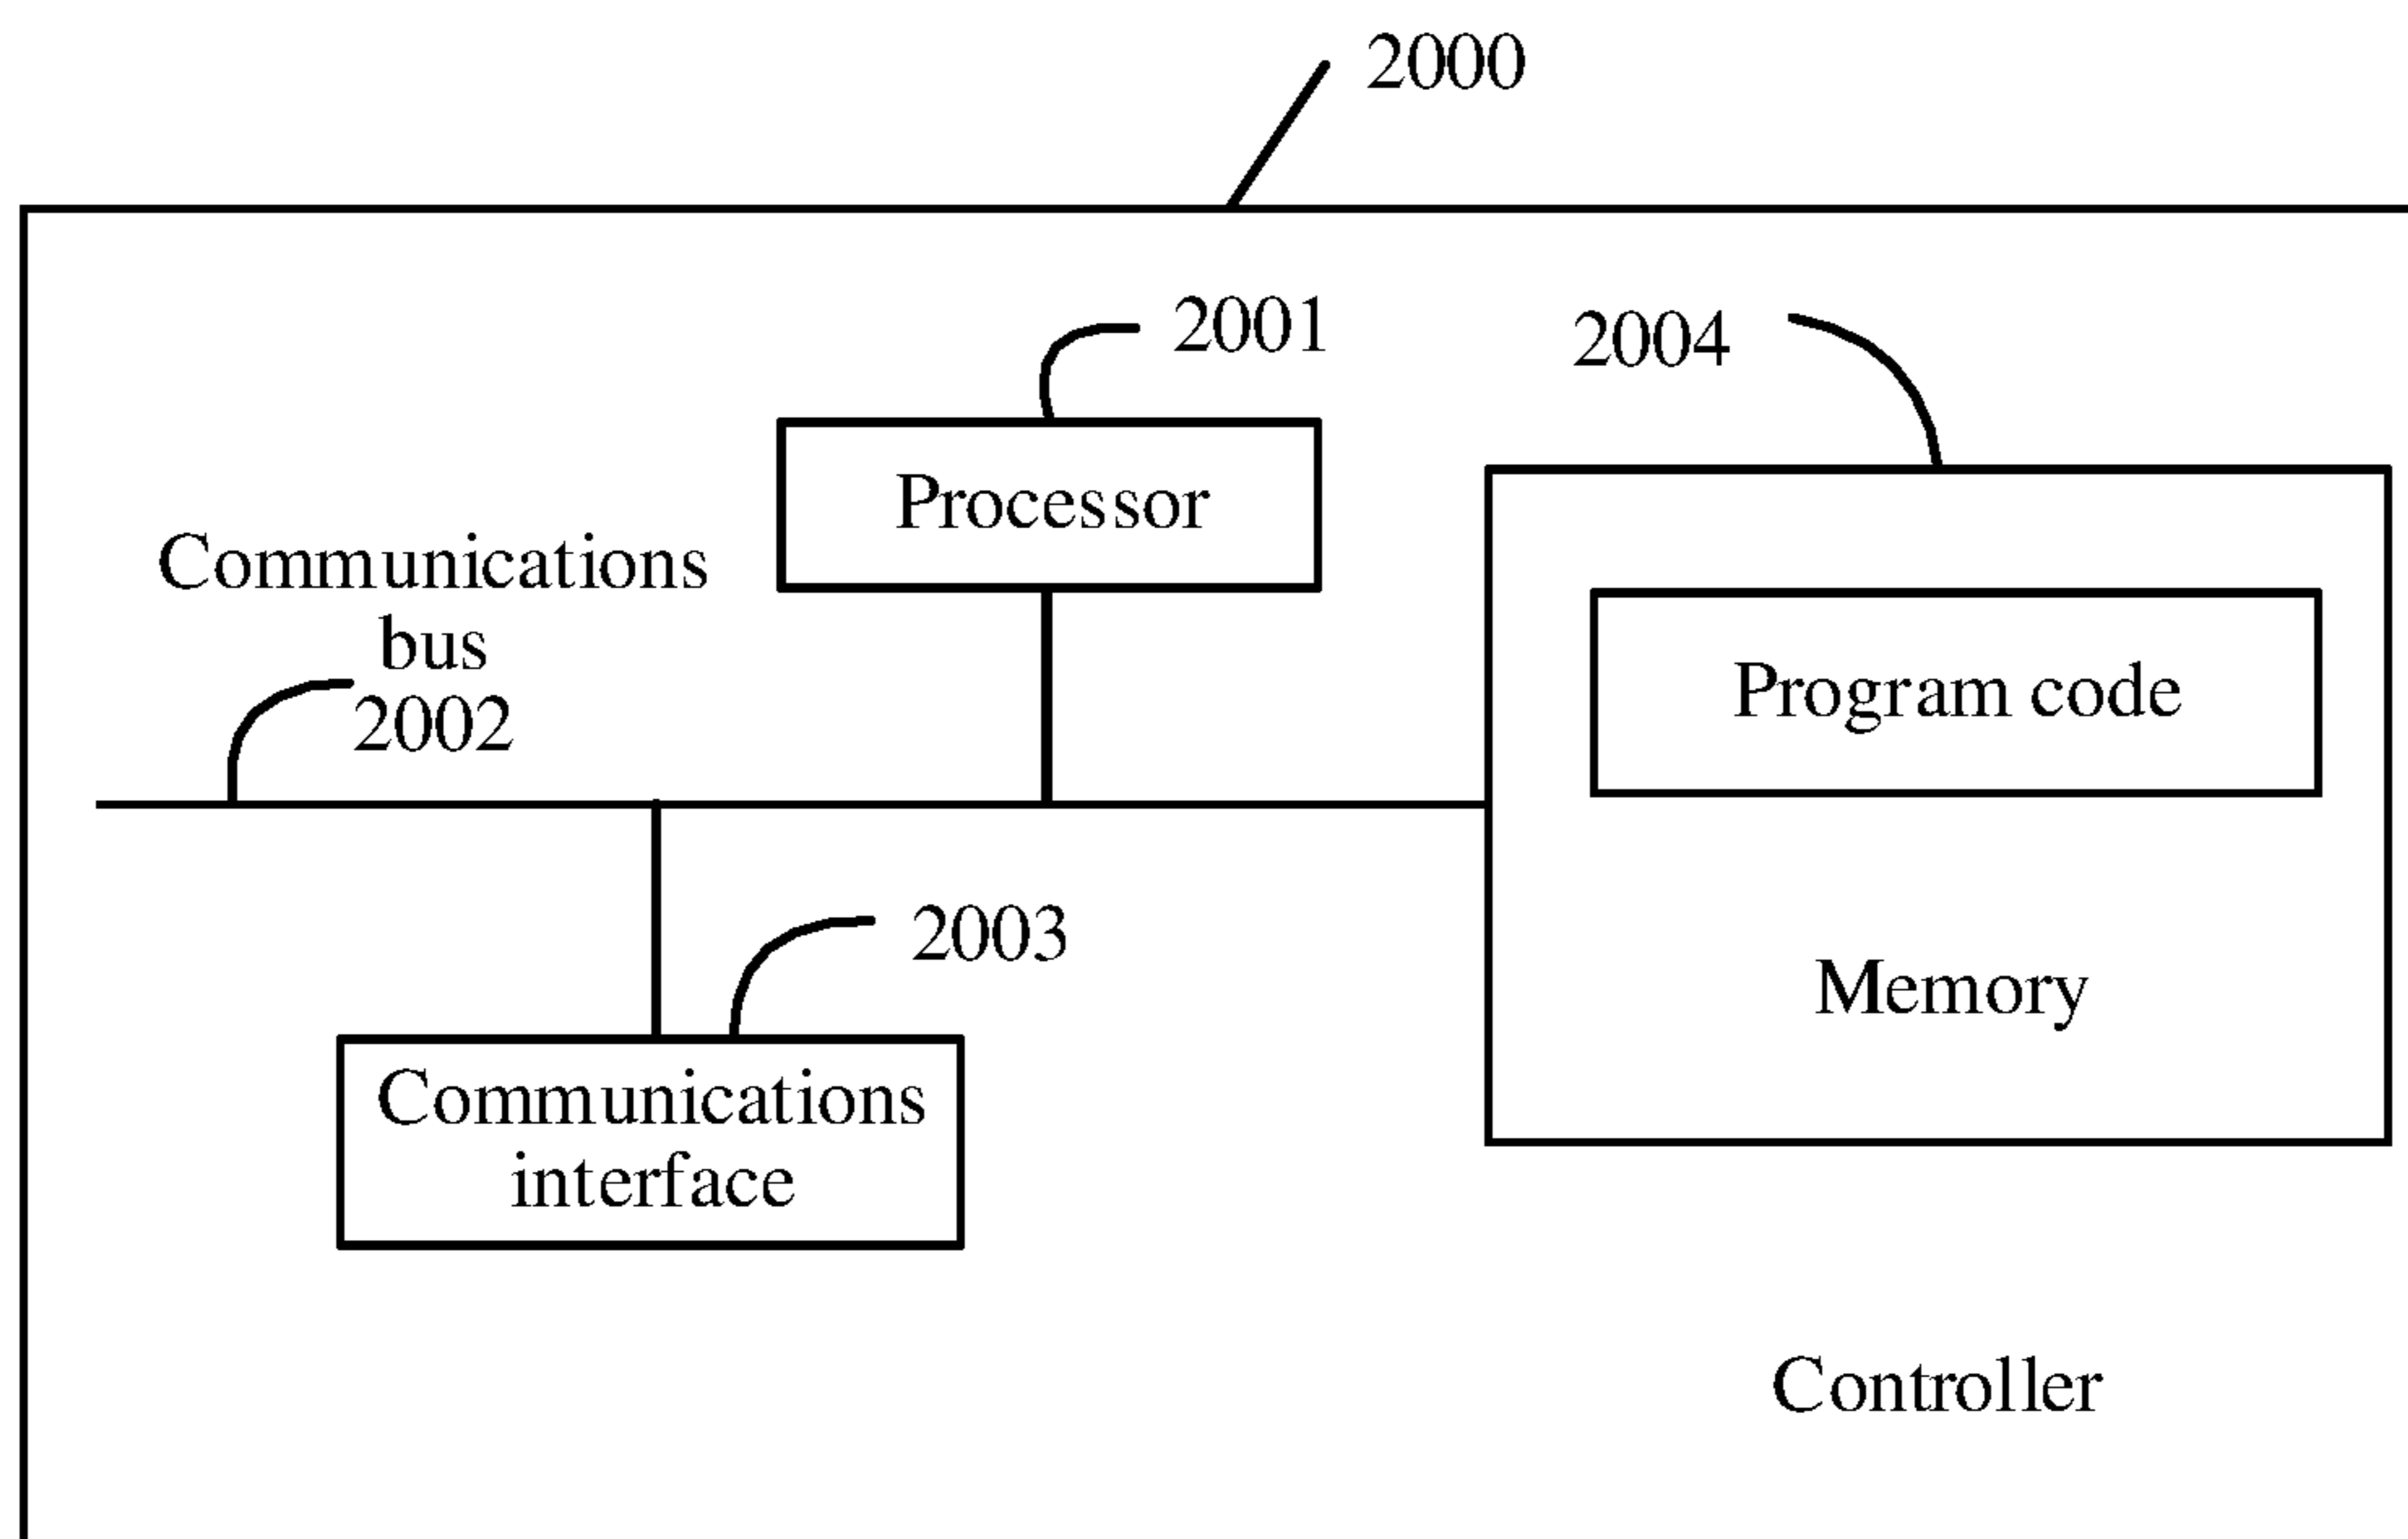 2000
2001
2004
Processor
Communications
bus
2002
Program code
2003
Memory
Communications
interface
Controller